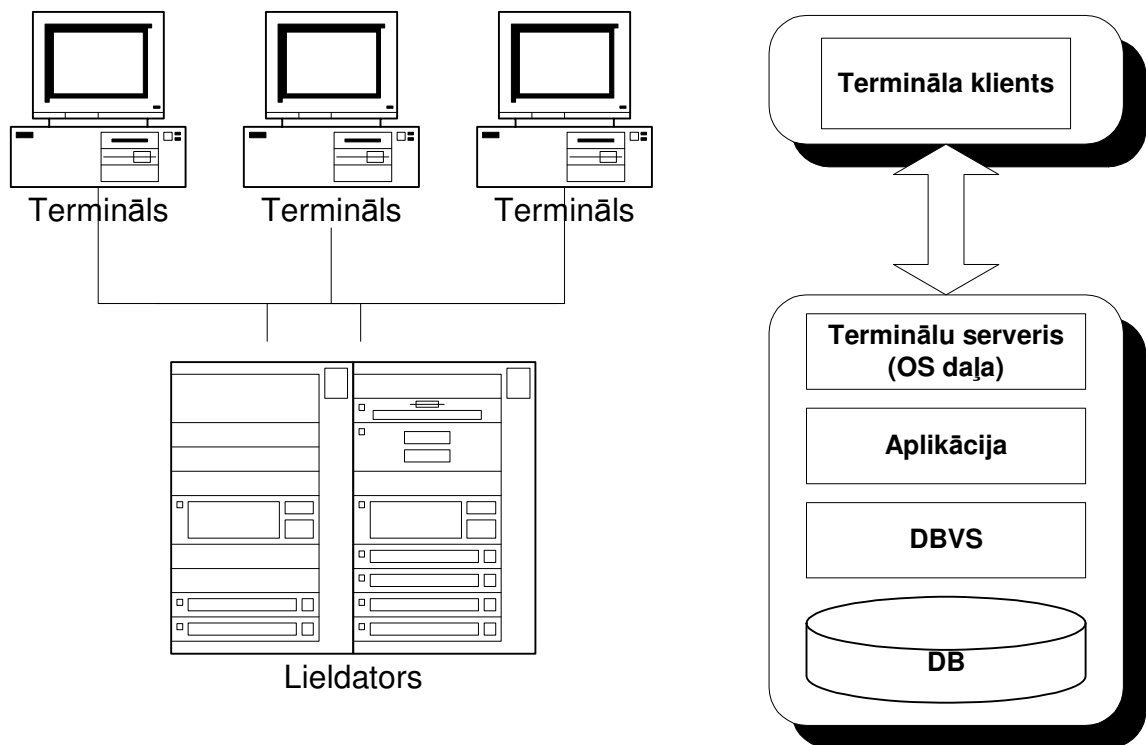 Termināls
Termināls
Termināls
Lieldators
Termināla klients
Terminālu serveris
(OS daļa)
Aplikācija
DBVS
DB